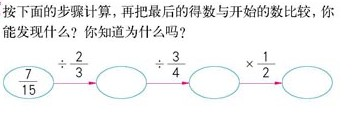 按下面的步骤计算，再把最后的得数与开始的数比较，你
能发现什么？你知道为什么吗？
7/15 ÷ 2/3 ÷ 3/4 × 1/2